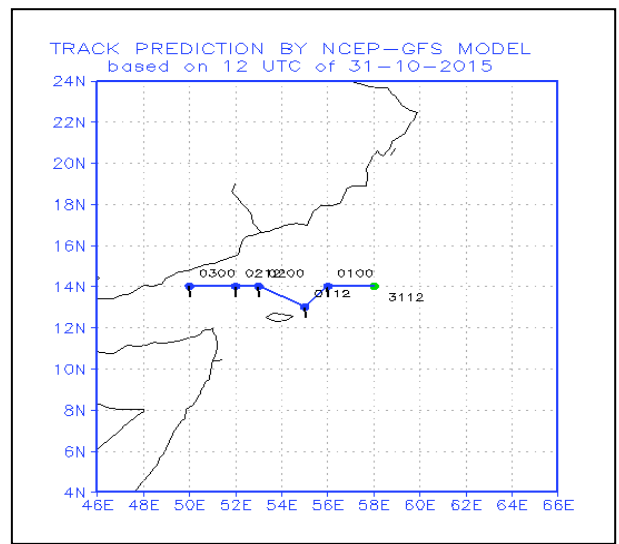 TRACK PREDICTION BY NCEP-GFS MODEL
based on 12 UTC of 31-10-2015
24N
22N
20N
18N
16N
0300 0212 0200 0100
14N
0112 3112
12N
10N
8N
6N
4N
46E 48E 50E 52E 54E 56E 58E 60E 62E 64E 66E